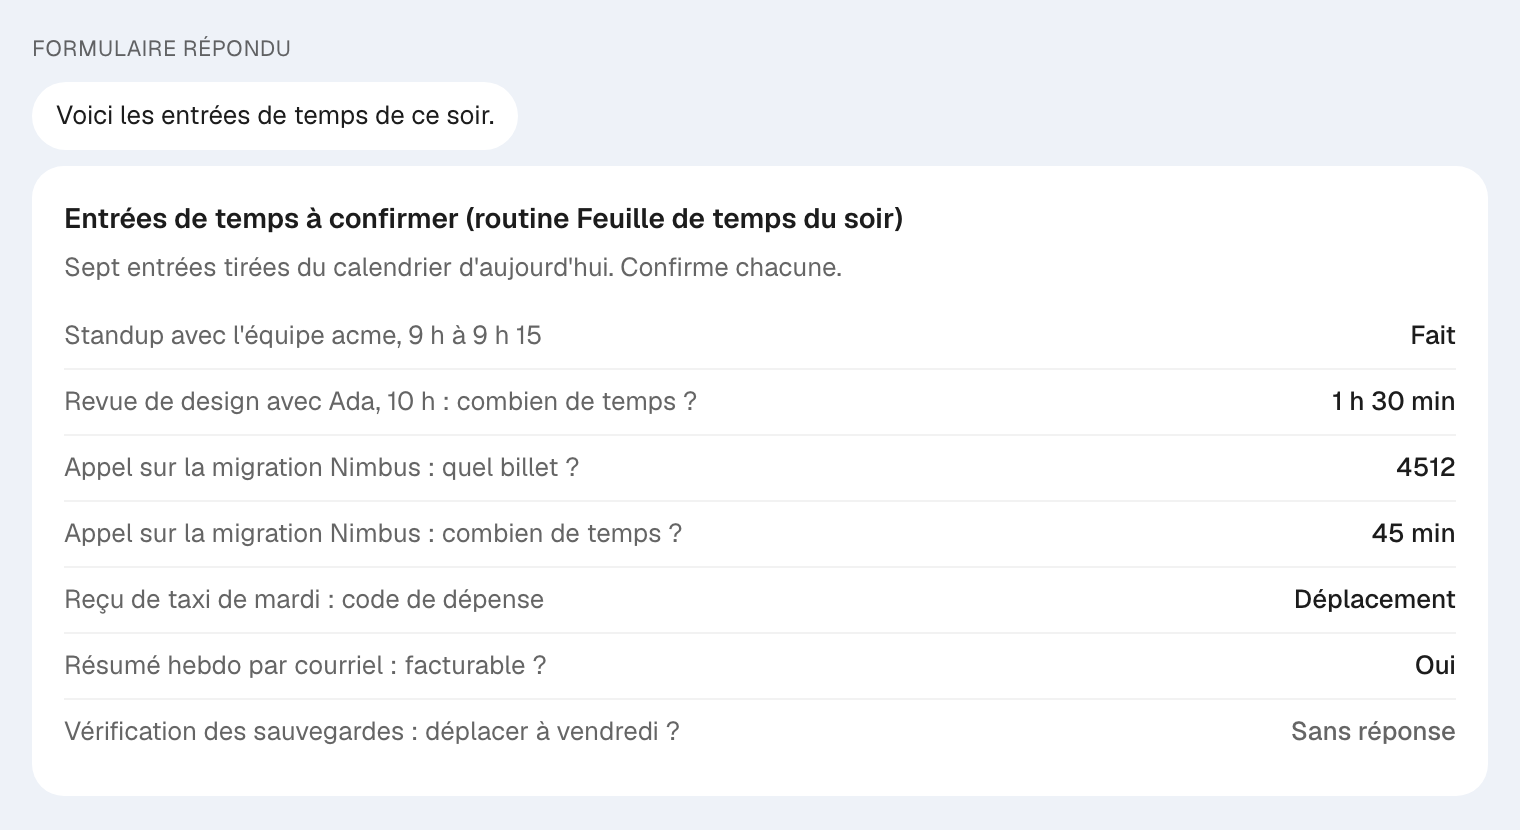 FORMULAIRE RÉPONDU
Voici les entrées de temps de ce soir.
Entrées de temps à confirmer (routine Feuille de temps du soir)
Sept entrées tirées du calendrier d'aujourd'hui. Confirme chacune.
Standup avec l'équipe acme, 9 h à 9 h 15 Fait
Revue de design avec Ada, 10 h : combien de temps ? 1 h 30 min
Appel sur la migration Nimbus : quel billet ? 4512
Appel sur la migration Nimbus : combien de temps ? 45 min
Reçu de taxi de mardi : code de dépense Déplacement
Résumé hebdo par courriel : facturable ? Oui
Vérification des sauvegardes : déplacer à vendredi ? Sans réponse